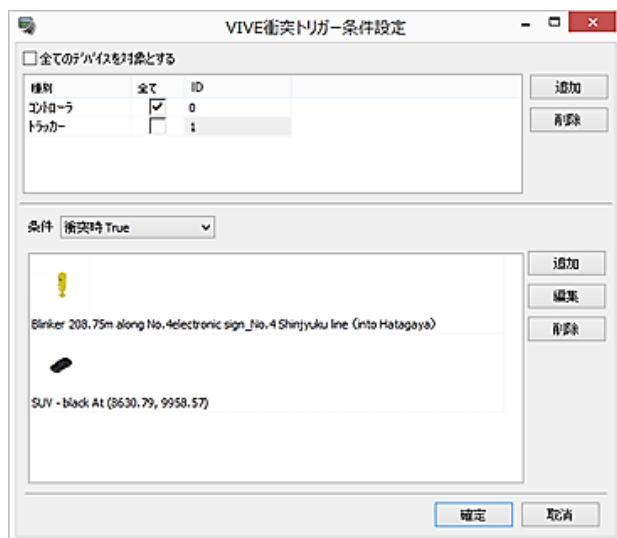 VIVE衝突トリガー条件設定
全てのデバイスを対象とする
種別 全て ID
コントローラ 0
トラッカー 1
追加
削除
条件 衝突時 True
Blinker 208.75m along No.4electronic sign_No.4 Shinjyuku line (into Hatagaya)
SUV - black At (8630.79, 9958.57)
追加
編集
削除
確定 取消